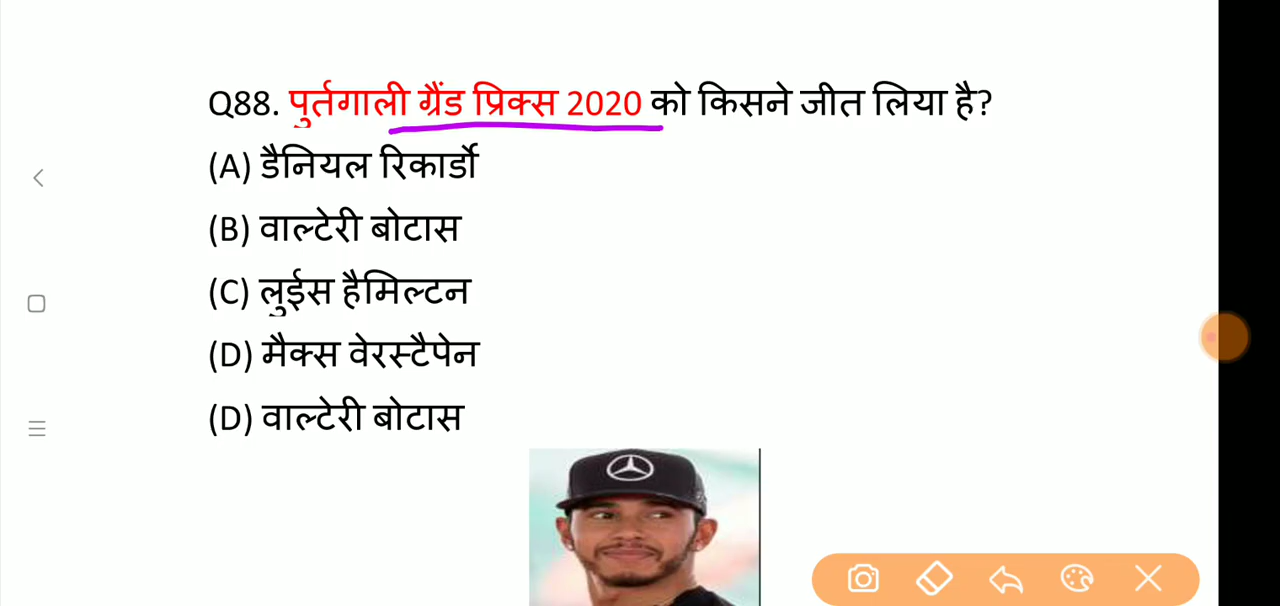 Q88. पुर्तगाली ग्रैंड प्रिक्स 2020 को किसने जीत लिया है?
(A) डैनियल रिकार्डो
(B) वाल्टेरी बोटास
(C) लुईस हैमिल्टन
(D) मैक्स वेरस्टैपेन
(D) वाल्टेरी बोटास